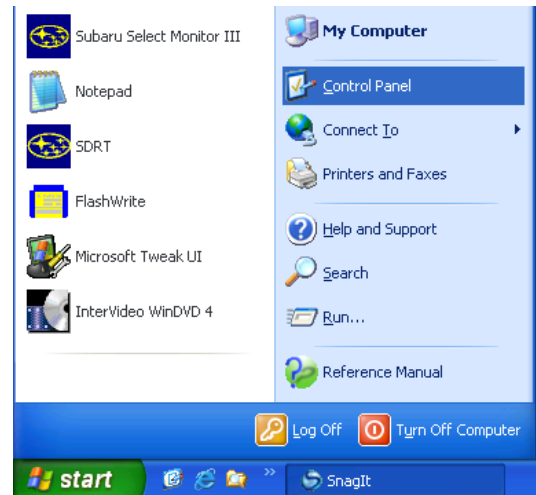 Subaru Select Monitor III
Notepad
SDRT
FlashWrite
Microsoft Tweak UI
InterVideo WinDVD 4
My Computer
Control Panel
Connect To
Printers and Faxes
Help and Support
Search
Run...
Reference Manual
Log Off
Turn Off Computer
start
SnagIt